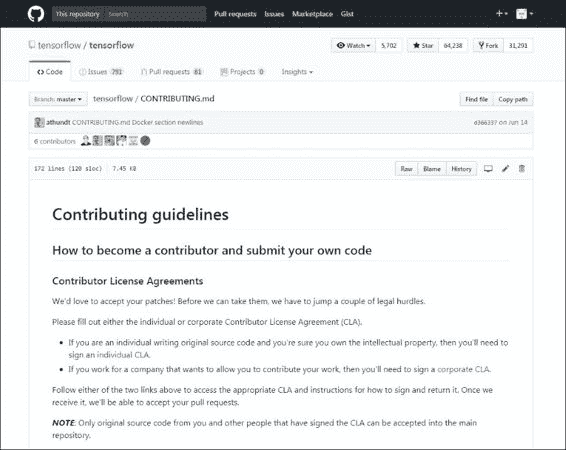 This repository Search Pull requests Issues Marketplace Gist
tensorflow / tensorflow Watch 5,702 Star 64,238 Fork 31,291
Code Issues 791 Pull requests 81 Projects 0 Insights
Branch: master tensorflow / CONTRIBUTING.md Find file Copy path
athundt CONTRIBUTING.md Docker section newlines on Jun 14
6 contributors
172 lines (120 sloc) 7.45 KB Raw Blame History
Contributing guidelines
How to become a contributor and submit your own code
Contributor License Agreements
We'd love to accept your patches! Before we can take them, we have to jump a couple of legal hurdles.
Please fill out either the individual or corporate Contributor License Agreement (CLA).
• If you are an individual writing original source code and you're sure you own the intellectual property, then you'll need to
sign an individual CLA.
• If you work for a company that wants to allow you to contribute your work, then you'll need to sign a corporate CLA.
Follow either of the two links above to access the appropriate CLA and instructions for how to sign and return it. Once we
receive it, we'll be able to accept your pull requests.
NOTE: Only original source code from you and other people that have signed the CLA can be accepted into the main
repository.